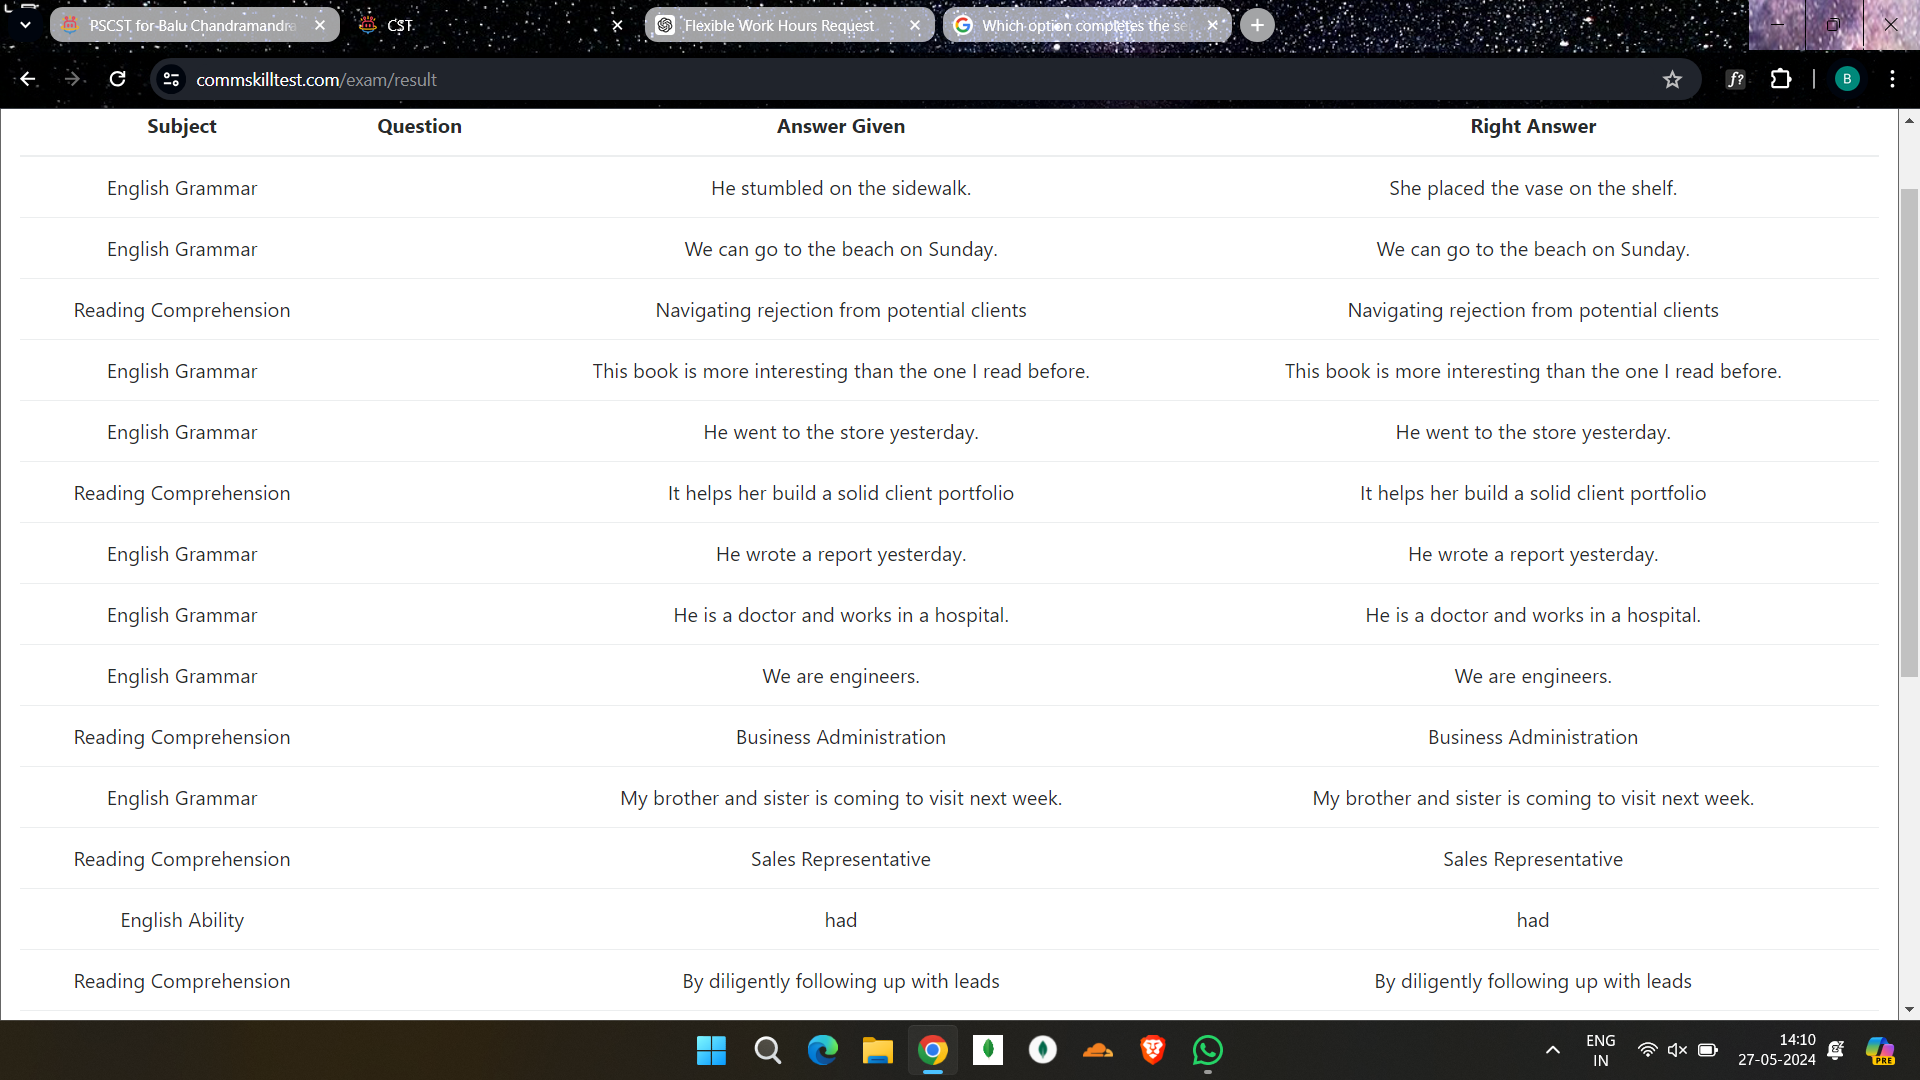 PSCST for-Balu Chandramandre
CST
Flexible Work Hours Request
Which option completes the se
commskilltest.com/exam/result
f?
B
Subject Question Answer Given Right Answer
English Grammar He stumbled on the sidewalk. She placed the vase on the shelf.
English Grammar We can go to the beach on Sunday. We can go to the beach on Sunday.
Reading Comprehension Navigating rejection from potential clients Navigating rejection from potential clients
English Grammar This book is more interesting than the one I read before. This book is more interesting than the one I read before.
English Grammar He went to the store yesterday. He went to the store yesterday.
Reading Comprehension It helps her build a solid client portfolio It helps her build a solid client portfolio
English Grammar He wrote a report yesterday. He wrote a report yesterday.
English Grammar He is a doctor and works in a hospital. He is a doctor and works in a hospital.
English Grammar We are engineers. We are engineers.
Reading Comprehension Business Administration Business Administration
English Grammar My brother and sister is coming to visit next week. My brother and sister is coming to visit next week.
Reading Comprehension Sales Representative Sales Representative
English Ability had had
Reading Comprehension By diligently following up with leads By diligently following up with leads
ENG
IN
14:10
27-05-2024
PRE